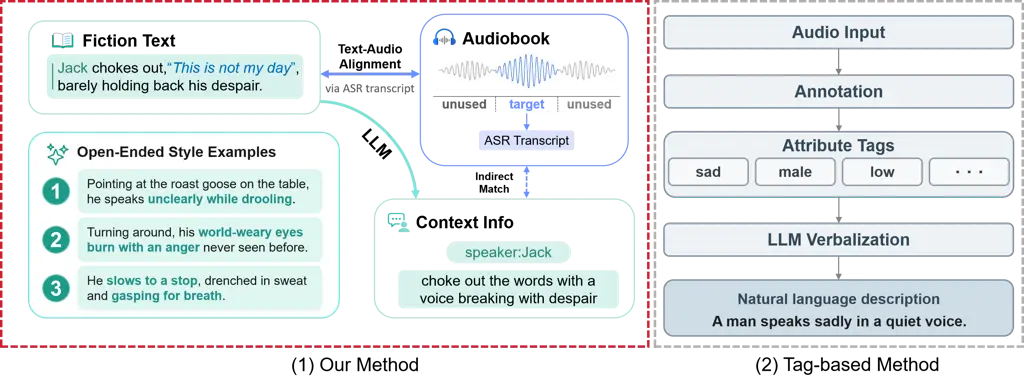 Fiction Text
Jack chokes out,“This is not my day”,
barely holding back his despair.
Text-Audio
Alignment
via ASR transcript
Audiobook
unused
target
unused
ASR Transcript
LLM
Indirect
Match
Open-Ended Style Examples
1
Pointing at the roast goose on the table,
he speaks unclearly while drooling.
2
Turning around, his world-weary eyes
burn with an anger never seen before.
3
He slows to a stop, drenched in sweat
and gasping for breath.
Context Info
speaker:Jack
choke out the words with a
voice breaking with despair
(1) Our Method
Audio Input
Annotation
Attribute Tags
sad
male
low
· · ·
LLM Verbalization
Natural language description
A man speaks sadly in a quiet voice.
(2) Tag-based Method